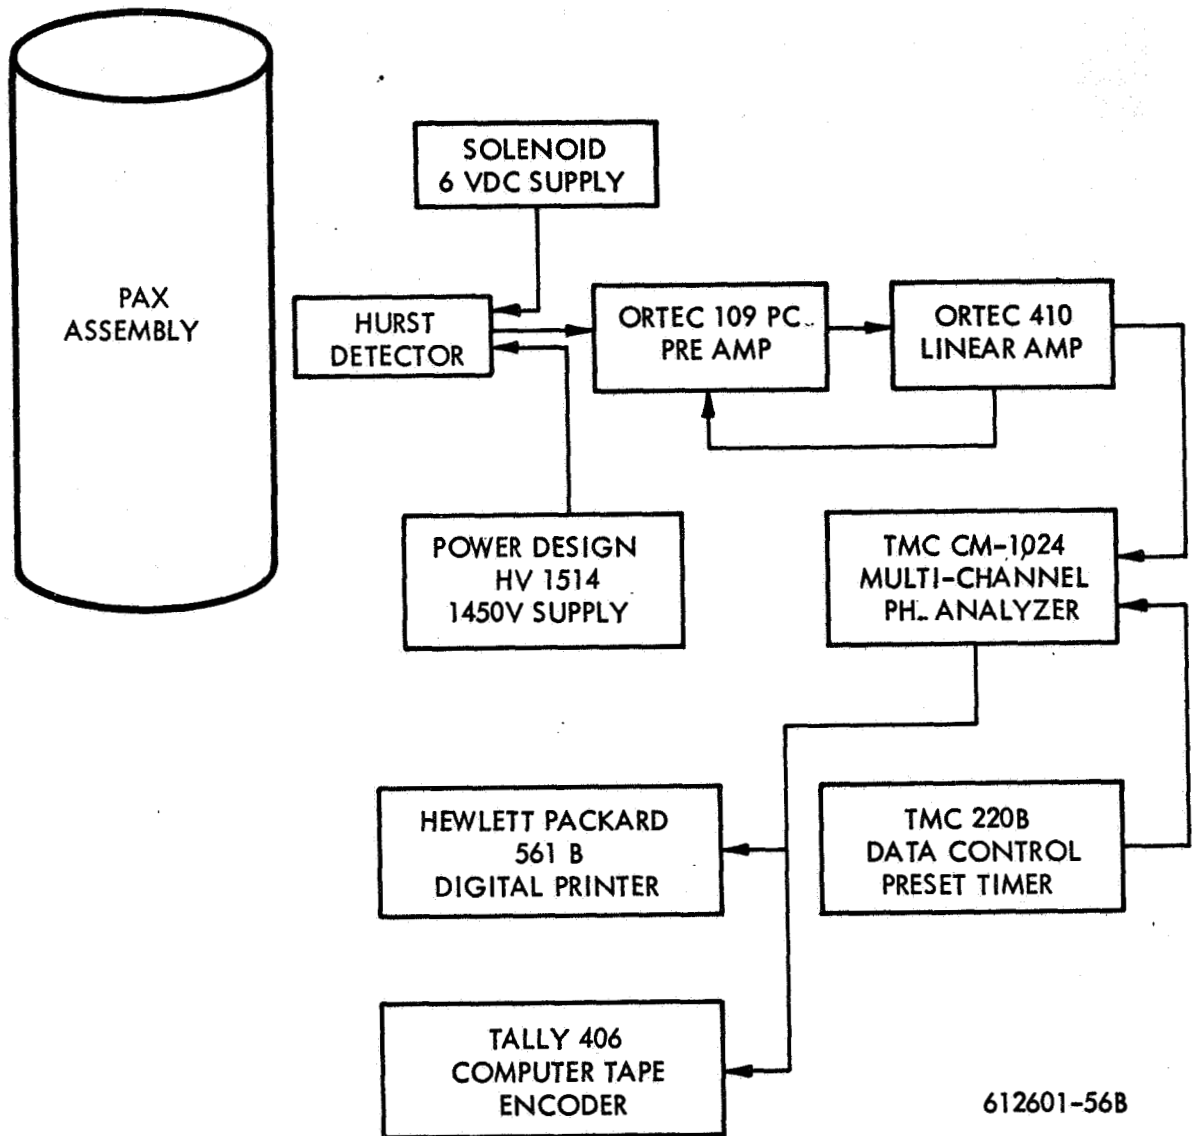 SOLENOID
6 VDC SUPPLY
PAX
ASSEMBLY
HURST
DETECTOR
ORTEC 109 PC
PRE AMP
ORTEC 410
LINEAR AMP
POWER DESIGN
HV 1514
1450V SUPPLY
TMC CM-1024
MULTI-CHANNEL
PH. ANALYZER
HEWLETT PACKARD
561 B
DIGITAL PRINTER
TMC 220B
DATA CONTROL
PRESET TIMER
TALLY 406
COMPUTER TAPE
ENCODER
612601-56B